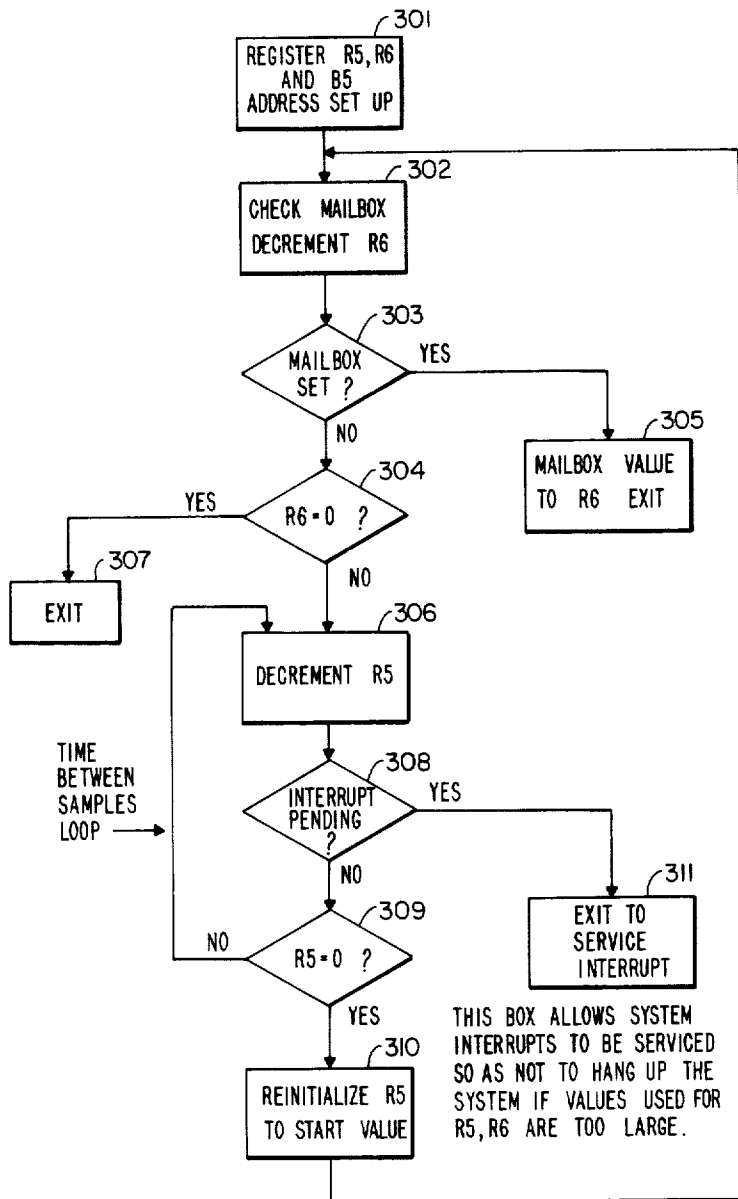 301
REGISTER R5,R6
AND B5
ADDRESS SET UP
302
CHECK MAILBOX
DECREMENT R6
303
MAILBOX
SET ?
YES
NO
305
MAILBOX VALUE
TO R6 EXIT
304
R6=0 ?
YES
NO
307
EXIT
306
DECREMENT R5
TIME
BETWEEN
SAMPLES
LOOP
308
INTERRUPT
PENDING
?
YES
NO
311
EXIT TO
SERVICE
INTERRUPT
309
R5=0 ?
NO
YES
THIS BOX ALLOWS SYSTEM
INTERRUPTS TO BE SERVICED
SO AS NOT TO HANG UP THE
SYSTEM IF VALUES USED FOR
R5,R6 ARE TOO LARGE.
310
REINITIALIZE R5
TO START VALUE